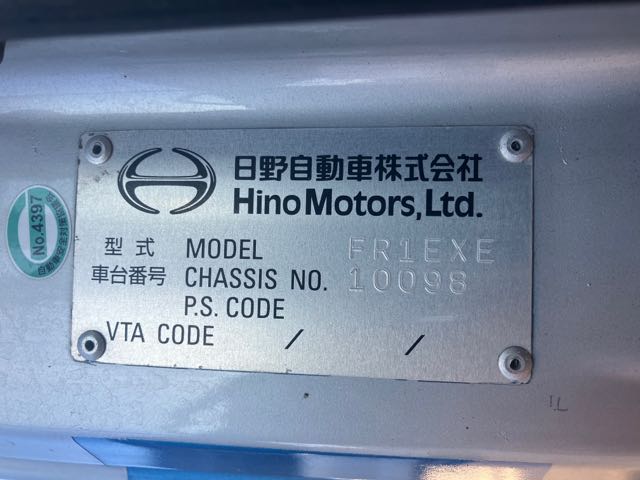 日野自動車株式会社
Hino Motors, Ltd.
型式 MODEL FR1EXE
車台番号 CHASSIS NO. 10098
P.S. CODE
VTA CODE / /
No.4397